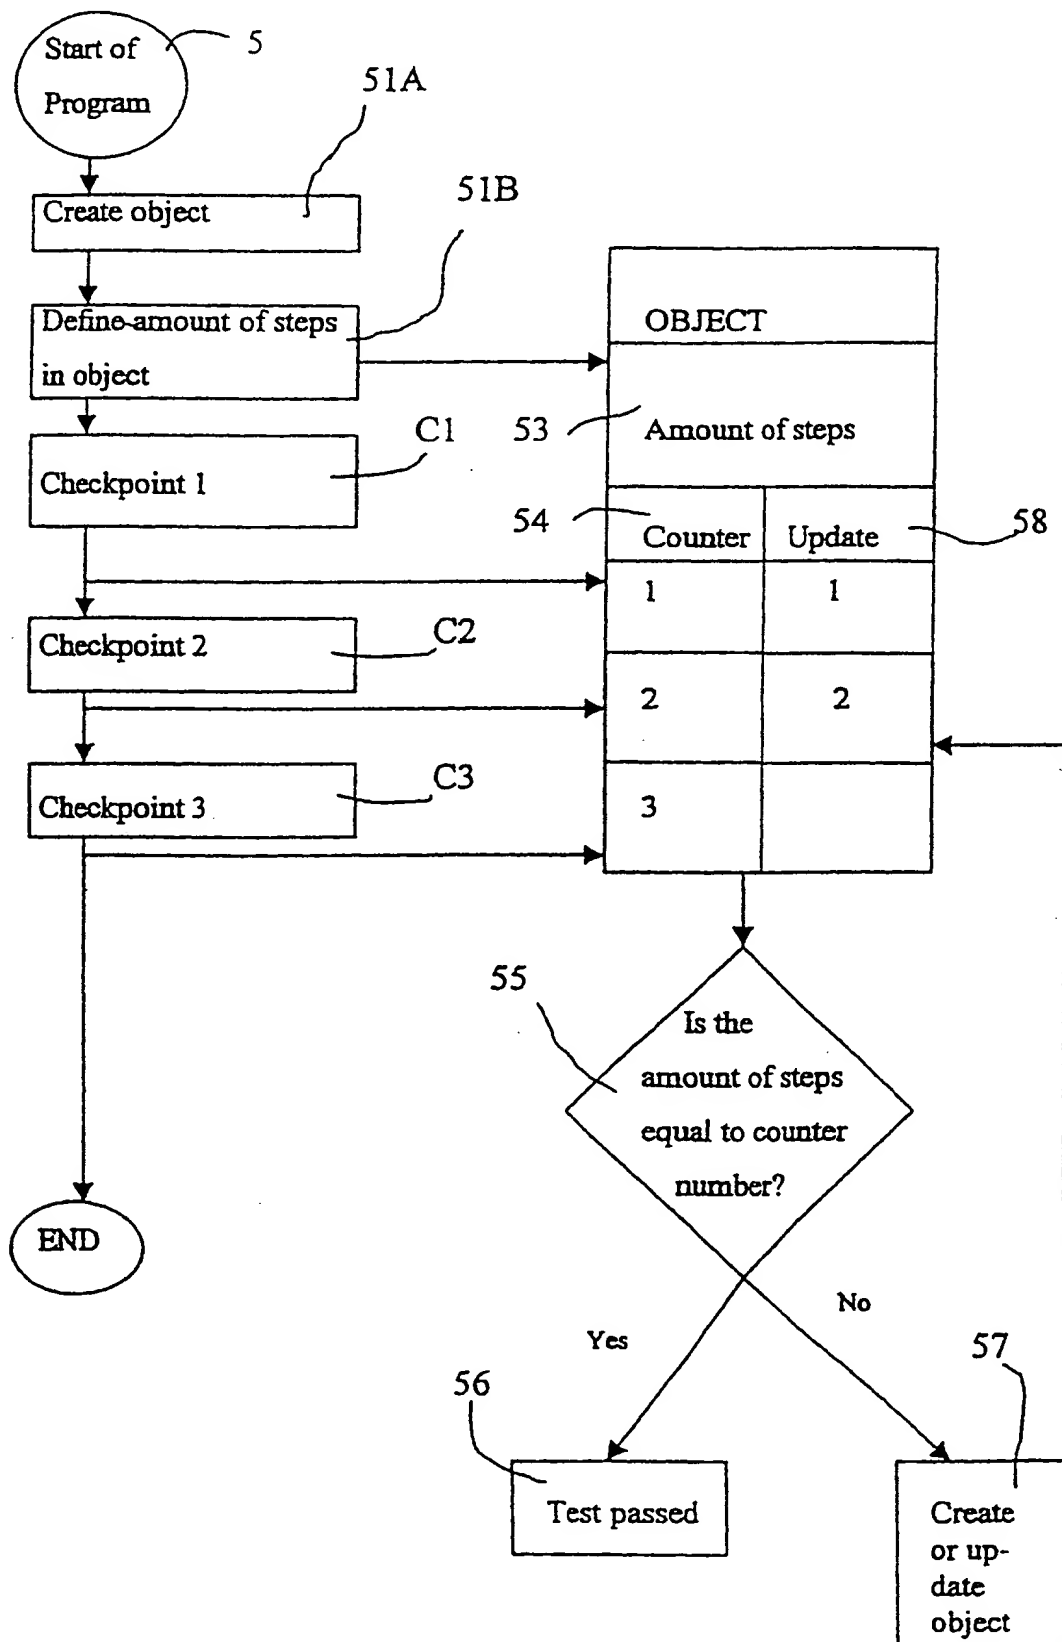 Start of
Program
5
51A
Create object
51B
Define amount of steps
in object
OBJECT
53
Amount of steps
C1
Checkpoint 1
54
Counter
Update
58
1
1
C2
Checkpoint 2
2
2
C3
Checkpoint 3
3
55
Is the
amount of steps
equal to counter
number?
END
Yes
No
56
57
Test passed
Create
or up-
date
object